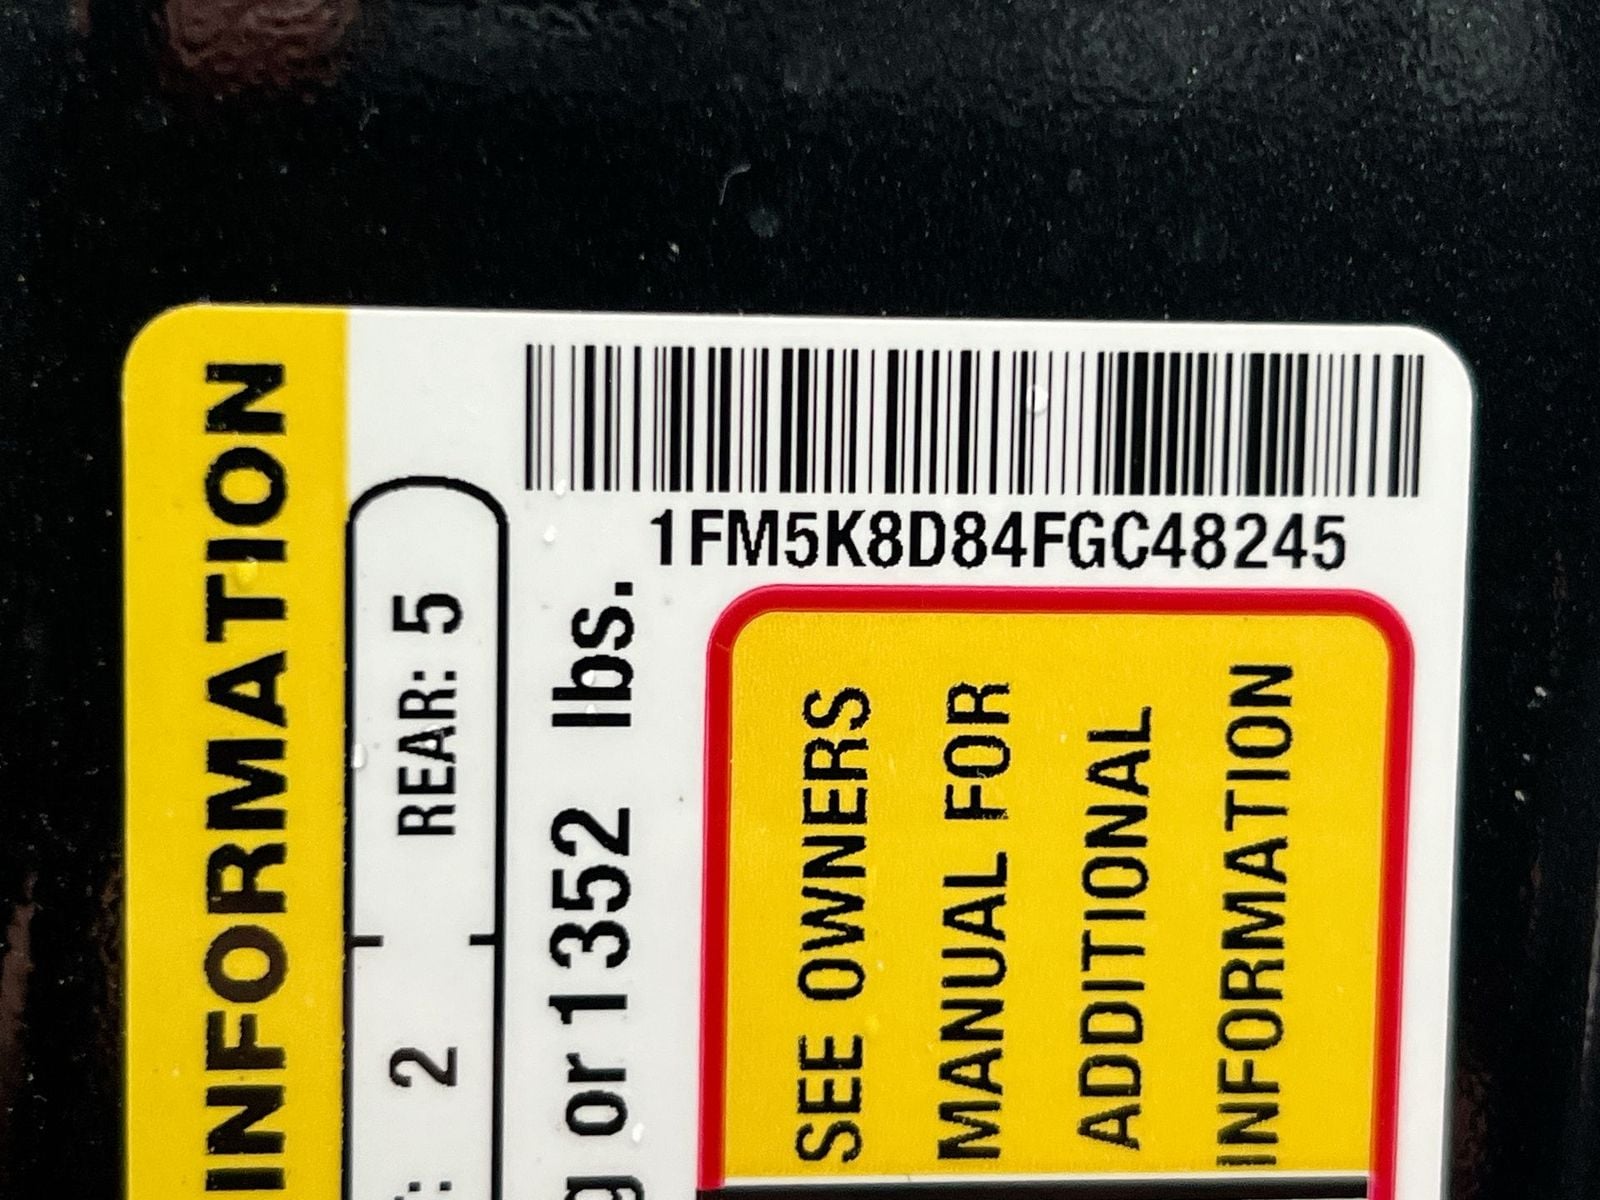 1FM5K8D84FGC48245
INFORMATION
2 REAR: 5
or 1352 lbs.
SEE OWNERS
MANUAL FOR
ADDITIONAL
INFORMATION